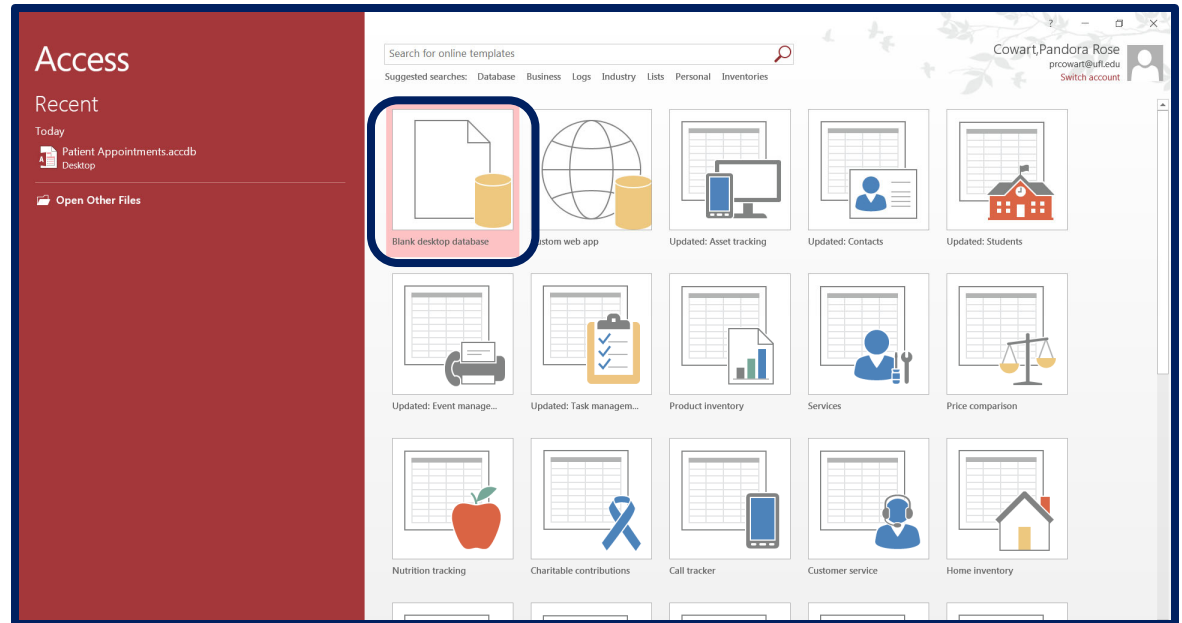 Access
Recent
Today
Patient Appointments.accdb
Desktop
Open Other Files
?
Search for online templates
Suggested searches: Database Business Logs Industry Lists Personal Inventories
Cowart,Pandora Rose
prcowart@ufl.edu
Switch account
Blank desktop database
ustom web app
Updated: Asset tracking
Updated: Contacts
Updated: Students
Updated: Event manage...
Updated: Task managem...
Product inventory
Services
Price comparison
Nutrition tracking
Charitable contributions
Call tracker
Customer service
Home inventory